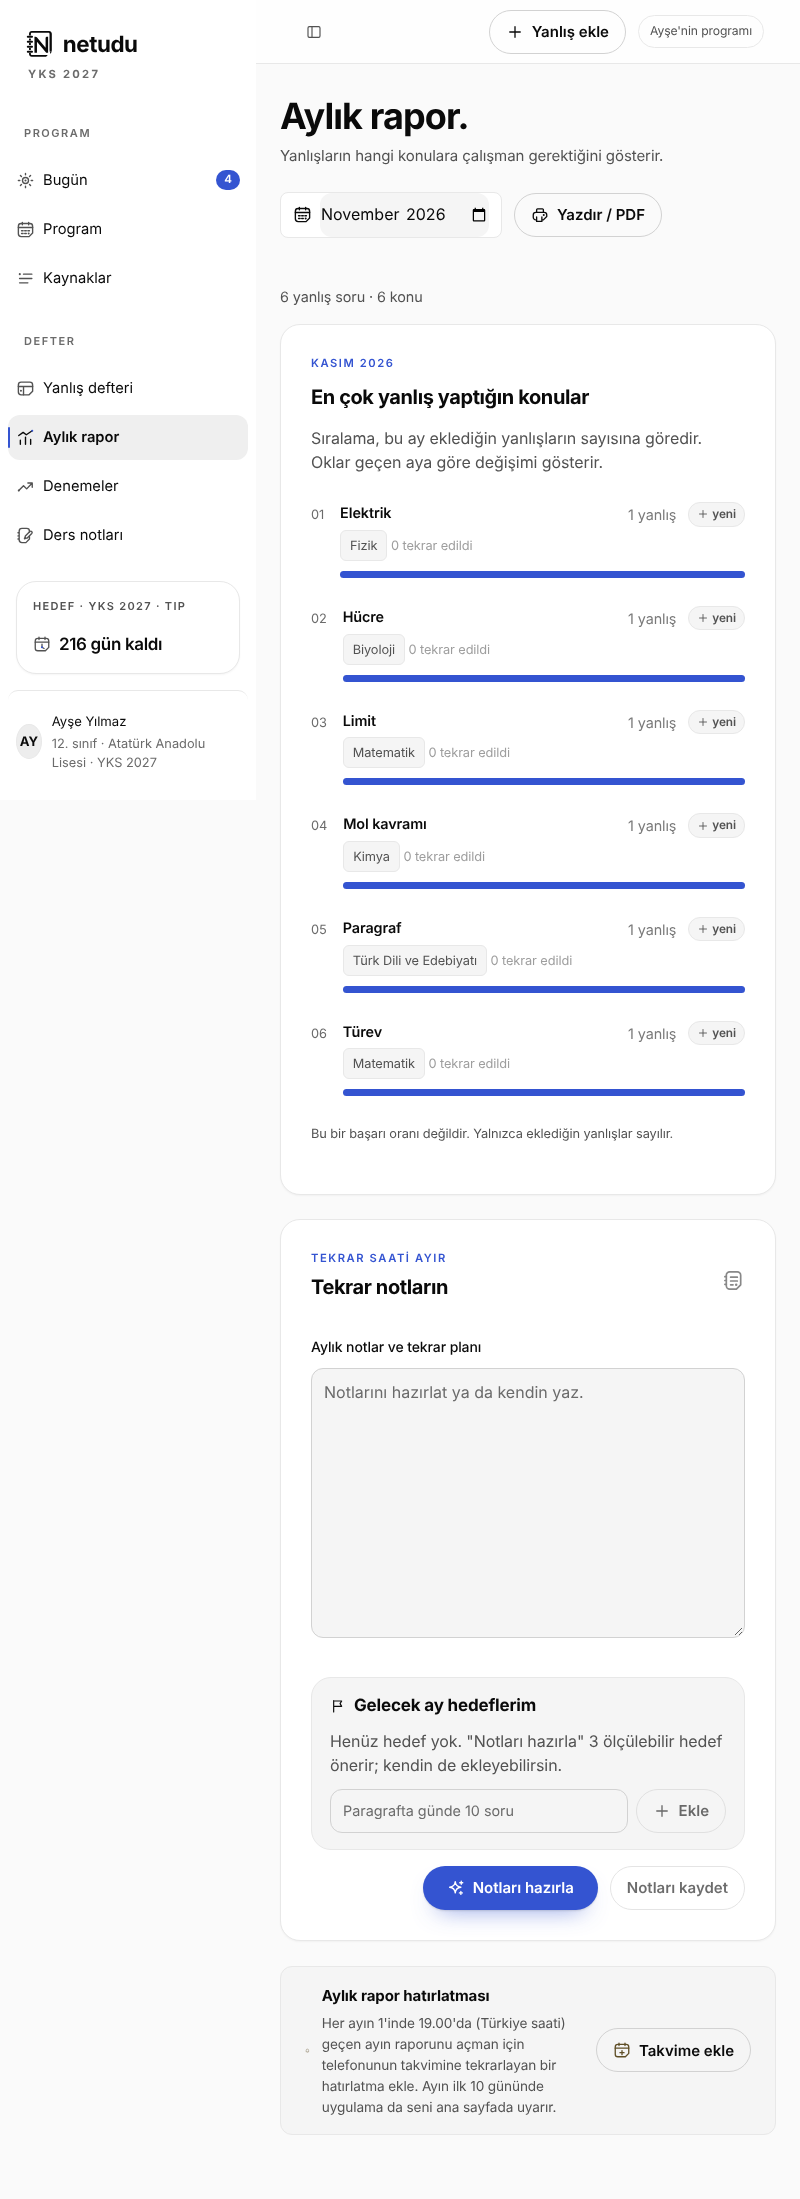 netudu
YKS 2027
PROGRAM
Bugün
4
Program
Kaynaklar
DEFTER
Yanlış defteri
Aylık rapor
Denemeler
Ders notları
HEDEF · YKS 2027 · TIP
216 gün kaldı
AY
Ayşe Yılmaz
12. sınıf · Atatürk Anadolu
Lisesi · YKS 2027
Yanlış ekle
Ayşe'nin programı
Aylık rapor.
Yanlışların hangi konulara çalışman gerektiğini gösterir.
November 2026
Yazdır / PDF
6 yanlış soru · 6 konu
KASIM 2026
En çok yanlış yaptığın konular
Sıralama, bu ay eklediğin yanlışların sayısına göredir.
Oklar geçen aya göre değişimi gösterir.
01 Elektrik 1 yanlış + yeni
Fizik 0 tekrar edildi
02 Hücre 1 yanlış + yeni
Biyoloji 0 tekrar edildi
03 Limit 1 yanlış + yeni
Matematik 0 tekrar edildi
04 Mol kavramı 1 yanlış + yeni
Kimya 0 tekrar edildi
05 Paragraf 1 yanlış + yeni
Türk Dili ve Edebiyatı 0 tekrar edildi
06 Türev 1 yanlış + yeni
Matematik 0 tekrar edildi
Bu bir başarı oranı değildir. Yalnızca eklediğin yanlışlar sayılır.
TEKRAR SAATİ AYIR
Tekrar notların
Aylık notlar ve tekrar planı
Notlarını hazırlat ya da kendin yaz.
Gelecek ay hedeflerim
Henüz hedef yok. "Notları hazırla" 3 ölçülebilir hedef
önerir; kendin de ekleyebilirsin.
Paragrafta günde 10 soru
Ekle
Notları hazırla
Notları kaydet
Aylık rapor hatırlatması
Her ayın 1'inde 19.00'da (Türkiye saati)
geçen ayın raporunu açman için
telefonunun takvimine tekrarlayan bir
hatırlatma ekle. Ayın ilk 10 gününde
uygulama da seni ana sayfada uyarır.
Takvime ekle